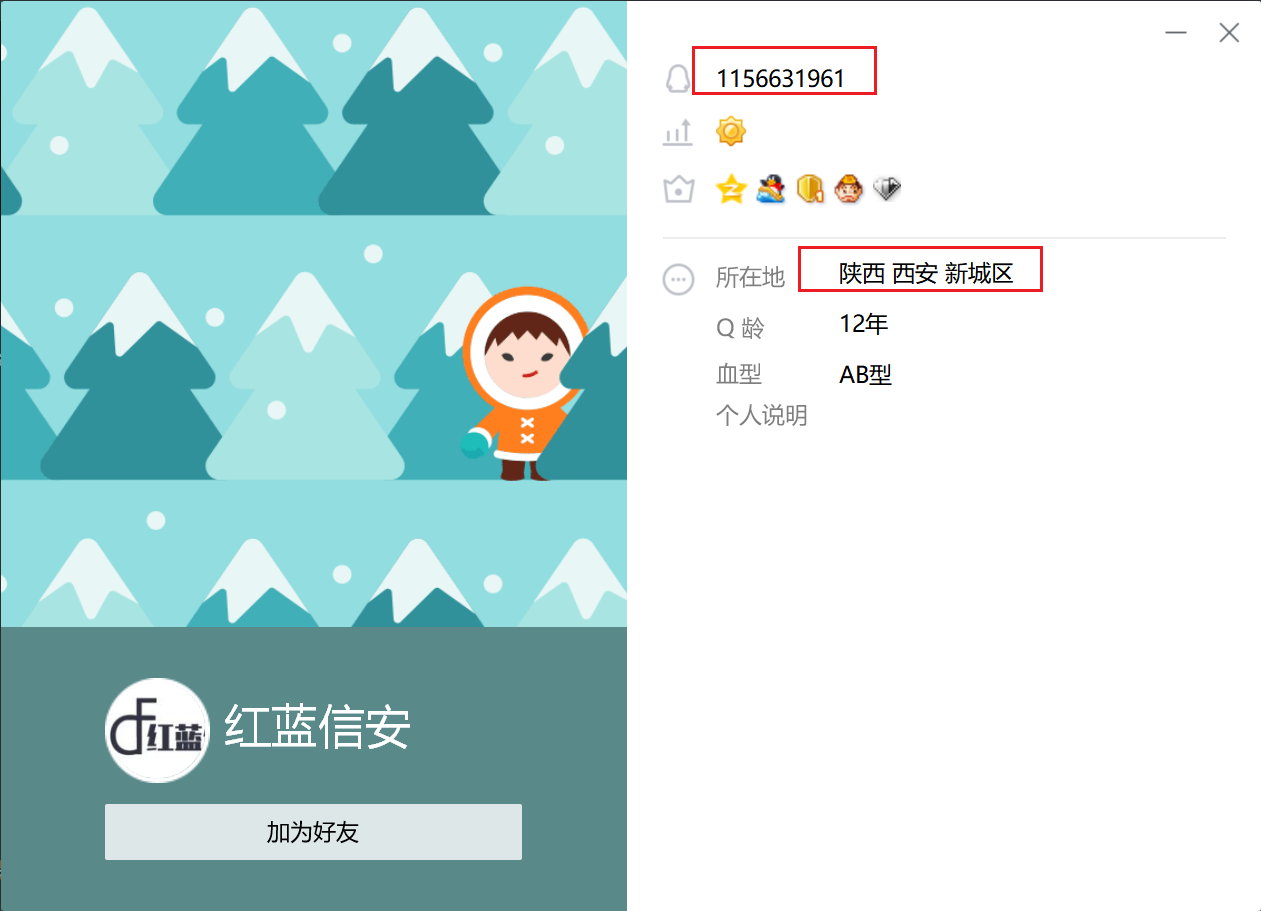 1156631961
所在地 陕西 西安 新城区
Q 龄 12年
血型 AB型
个人说明
红蓝
红蓝信安
加为好友